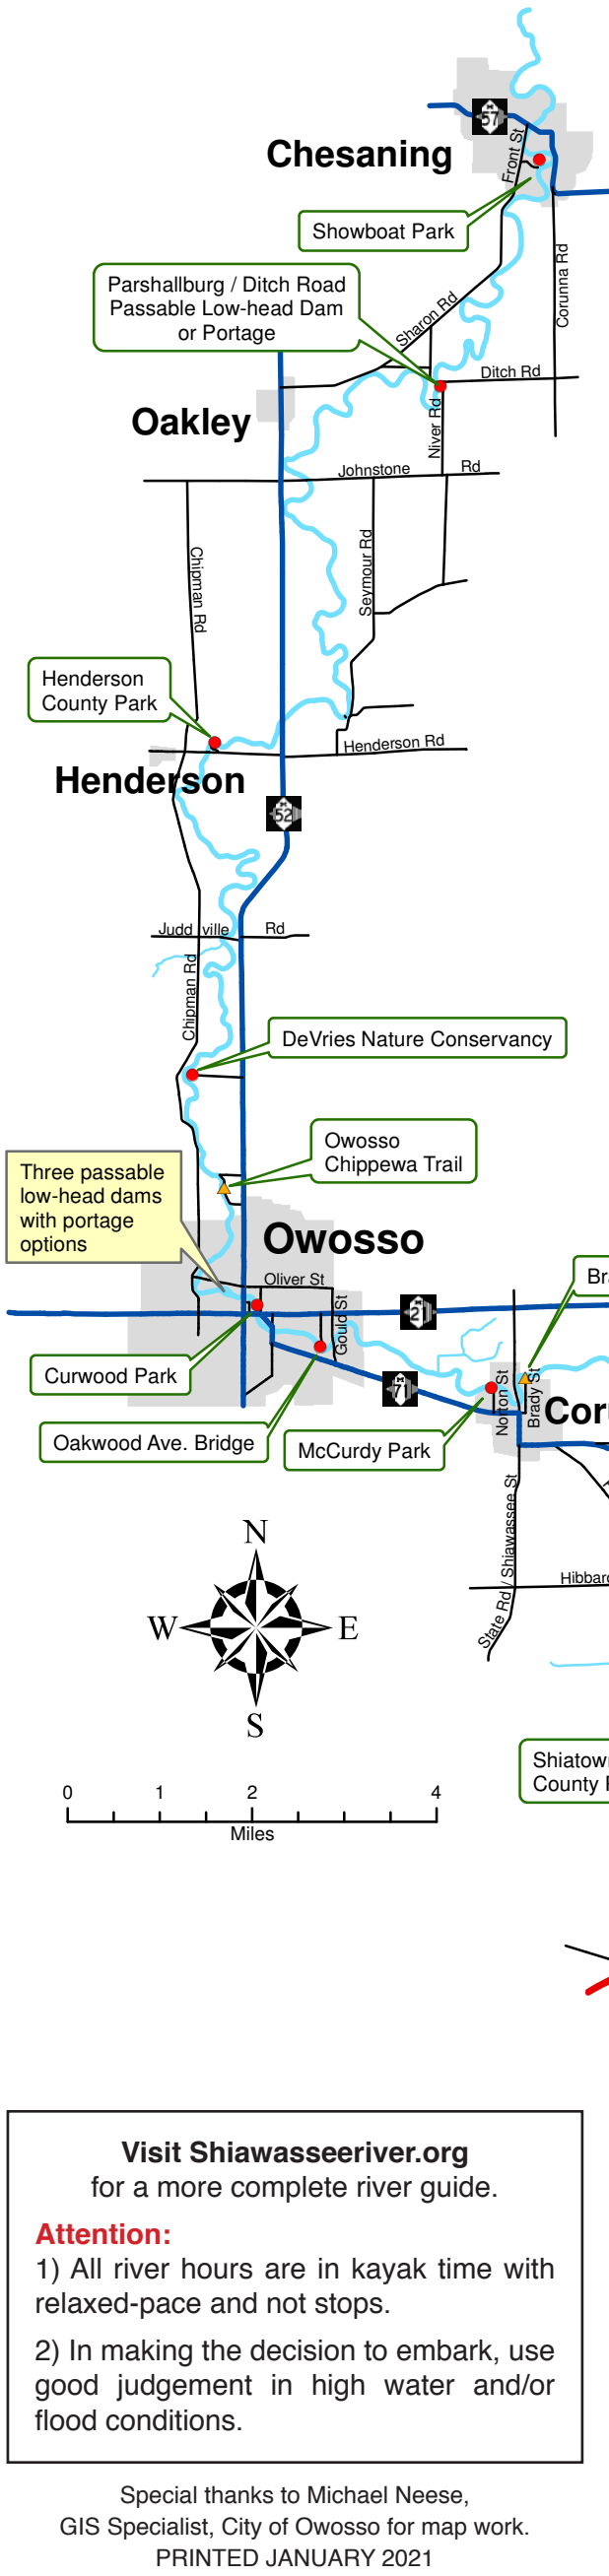 57
Chesaning
Front St
Showboat Park
Corunna Rd
Parshallburg / Ditch Road
Passable Low-head Dam
or Portage
Sharon Rd
Ditch Rd
Oakley
Niver Rd
Johnstone Rd
Chipman Rd
Seymour Rd
Henderson
County Park
Henderson Rd
Henderson
M
52
Judd ville Rd
Chipman Rd
DeVries Nature Conservancy
Owosso
Chippewa Trail
Three passable
low-head dams
with portage
options
Owosso
Oliver St
Gould St
21
Curwood Park
71
Norton St
Brady St
Oakwood Ave. Bridge
McCurdy Park
State Rd / Shiawassee St
N
W E
S
0 1 2 4
Miles
County
Visit Shiawasseeriver.org
for a more complete river guide.
Attention:
1) All river hours are in kayak time with
relaxed-pace and not stops.
2) In making the decision to embark, use
good judgement in high water and/or
flood conditions.
Special thanks to Michael Neese,
GIS Specialist, City of Owosso for map work.
PRINTED JANUARY 2021